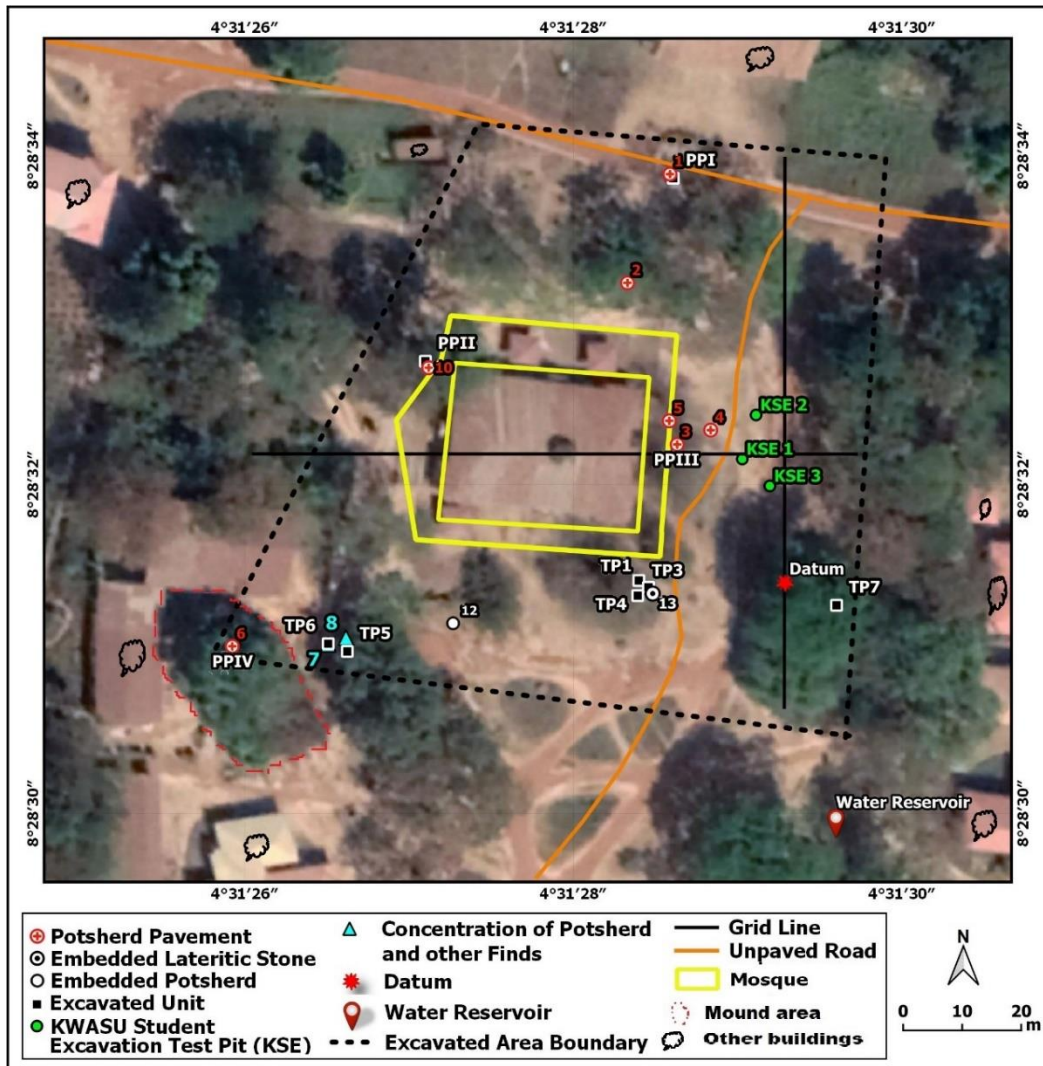 4°31′26″ 4°31′28″ 4°31′30″
8°28′34″ 8°28′34″
1 PPI
2
PPII
10
5 4 KSE 2
3
PPIII KSE 1
8°28′32″ 8°28′32″
KSE 3
Datum
TP1 TP3
TP7
TP4 13
12
TP6 8 TP5
6
PPIV 7
8°28′30″ 8°28′30″
Water Reservoir
4°31′26″ 4°31′28″ 4°31′30″
Potsherd Pavement
Embedded Lateritic Stone
Embedded Potsherd
Excavated Unit
KWASU Student
Excavation Test Pit (KSE)
Concentration of Potsherd
and other Finds
Datum
Water Reservoir
Excavated Area Boundary
Grid Line
Unpaved Road
Mosque
Mound area
Other buildings
N
0 10 20
m